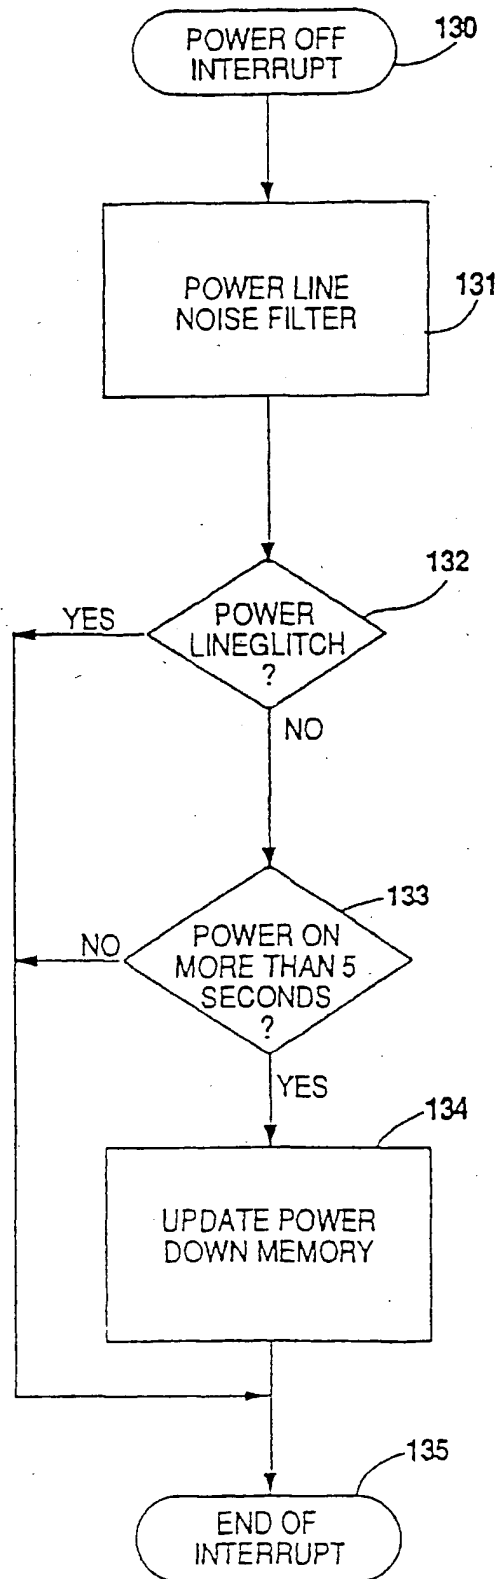 POWER OFF
INTERRUPT
130
POWER LINE
NOISE FILTER
131
132
POWER
LINEGLITCH
?
YES
NO
133
POWER ON
MORE THAN 5
SECONDS
?
NO
YES
134
UPDATE POWER
DOWN MEMORY
135
END OF
INTERRUPT